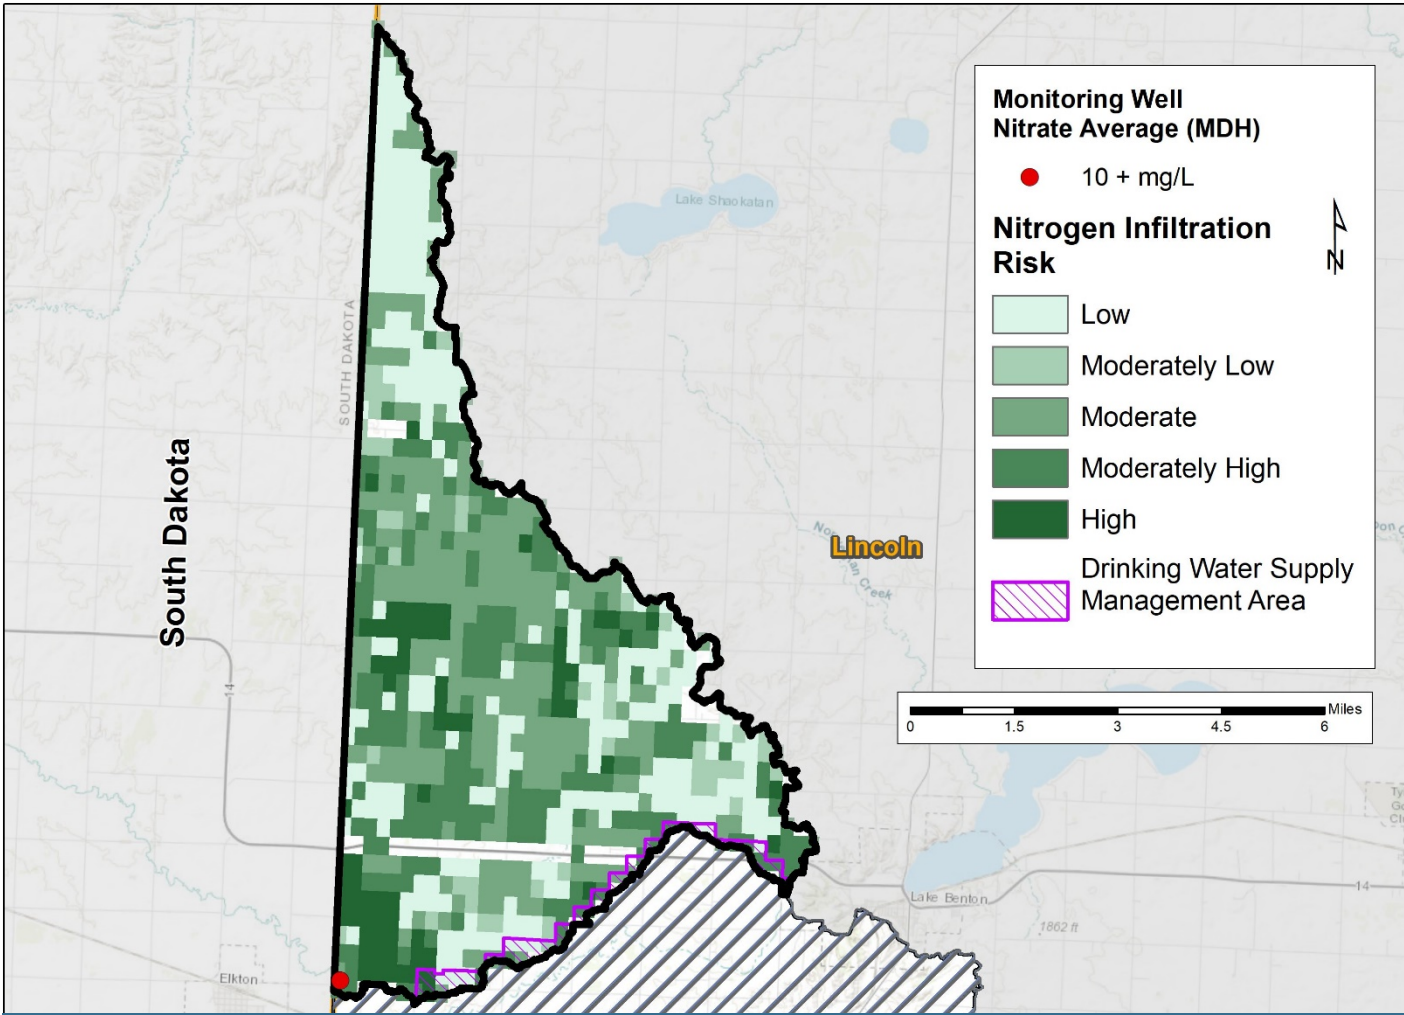 Monitoring Well
Nitrate Average (MDH)
10 + mg/L
Nitrogen Infiltration
Risk
N
Low
Moderately Low
Moderate
Moderately High
High
Drinking Water Supply
Management Area
Miles
0 1.5 3 4.5 6
Lake Shaokatan
SOUTH DAKOTA
South Dakota
Lincoln
14
Lake Benton
14
1862 ft
Elkton